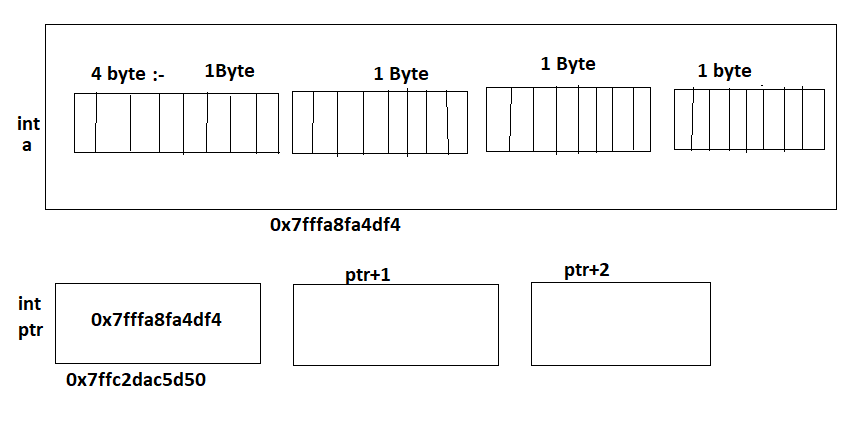 4 byte :- 1Byte 1 Byte 1 Byte 1 byte
int
a
0x7fffa8fa4df4
ptr+1 ptr+2
int
ptr
0x7fffa8fa4df4
0x7ffc2dac5d50